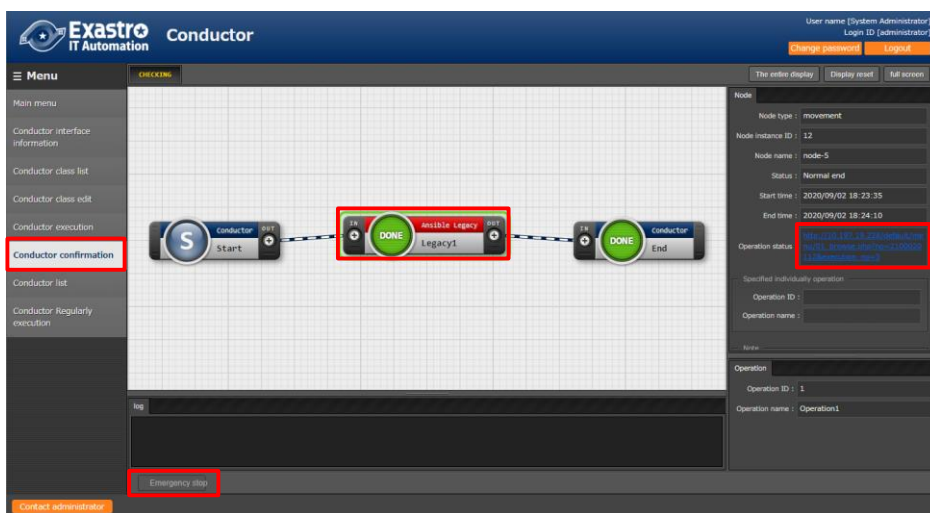 Exastro
IT Automation
Conductor
User name [System Administrator]
Login ID [administrator]
Change password
Logout
Menu
CHECKING
The entire display
Display reset
full screen
Main menu
Conductor interface
information
Conductor class list
Conductor class edit
Conductor execution
Conductor confirmation
Conductor list
Conductor Regularly
execution
S
Conductor
Start
OUT
IN
DONE
Ansible Legacy
Legacy1
OUT
IN
DONE
Conductor
End
Node
Node type : movement
Node instance ID : 12
Node name : node-5
Status : Normal end
Start time : 2020/09/02 18:23:35
End time : 2020/09/02 18:24:10
Operation status
Specified individually operation
Operation ID :
Operation name :
Note
Operation
Operation ID : 1
Operation name : Operation1
log
Emergency stop
Contact administrator